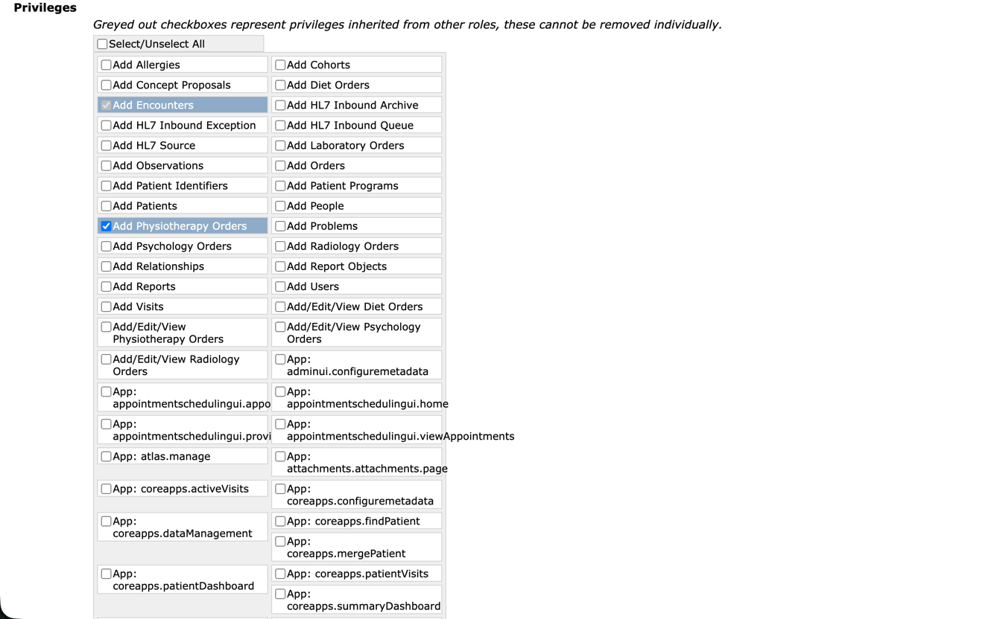 Privileges
Greyed out checkboxes represent privileges inherited from other roles, these cannot be removed individually.
Select/Unselect All
Add Allergies
Add Cohorts
Add Concept Proposals
Add Diet Orders
Add Encounters
Add HL7 Inbound Archive
Add HL7 Inbound Exception
Add HL7 Inbound Queue
Add HL7 Source
Add Laboratory Orders
Add Observations
Add Orders
Add Patient Identifiers
Add Patient Programs
Add Patients
Add People
Add Physiotherapy Orders
Add Problems
Add Psychology Orders
Add Radiology Orders
Add Relationships
Add Report Objects
Add Reports
Add Users
Add Visits
Add/Edit/View Diet Orders
Add/Edit/View
Physiotherapy Orders
Add/Edit/View Psychology
Orders
Add/Edit/View Radiology
Orders
App:
adminui.configuremetadata
App:
appointmentschedulingui.appo
App:
appointmentschedulingui.home
App:
appointmentschedulingui.provi
App:
appointmentschedulingui.viewAppointments
App: atlas.manage
App:
attachments.attachments.page
App: coreapps.activeVisits
App:
coreapps.configuremetadata
App:
coreapps.dataManagement
App: coreapps.findPatient
App:
coreapps.mergePatient
App:
coreapps.patientDashboard
App: coreapps.patientVisits
App:
coreapps.summaryDashboard